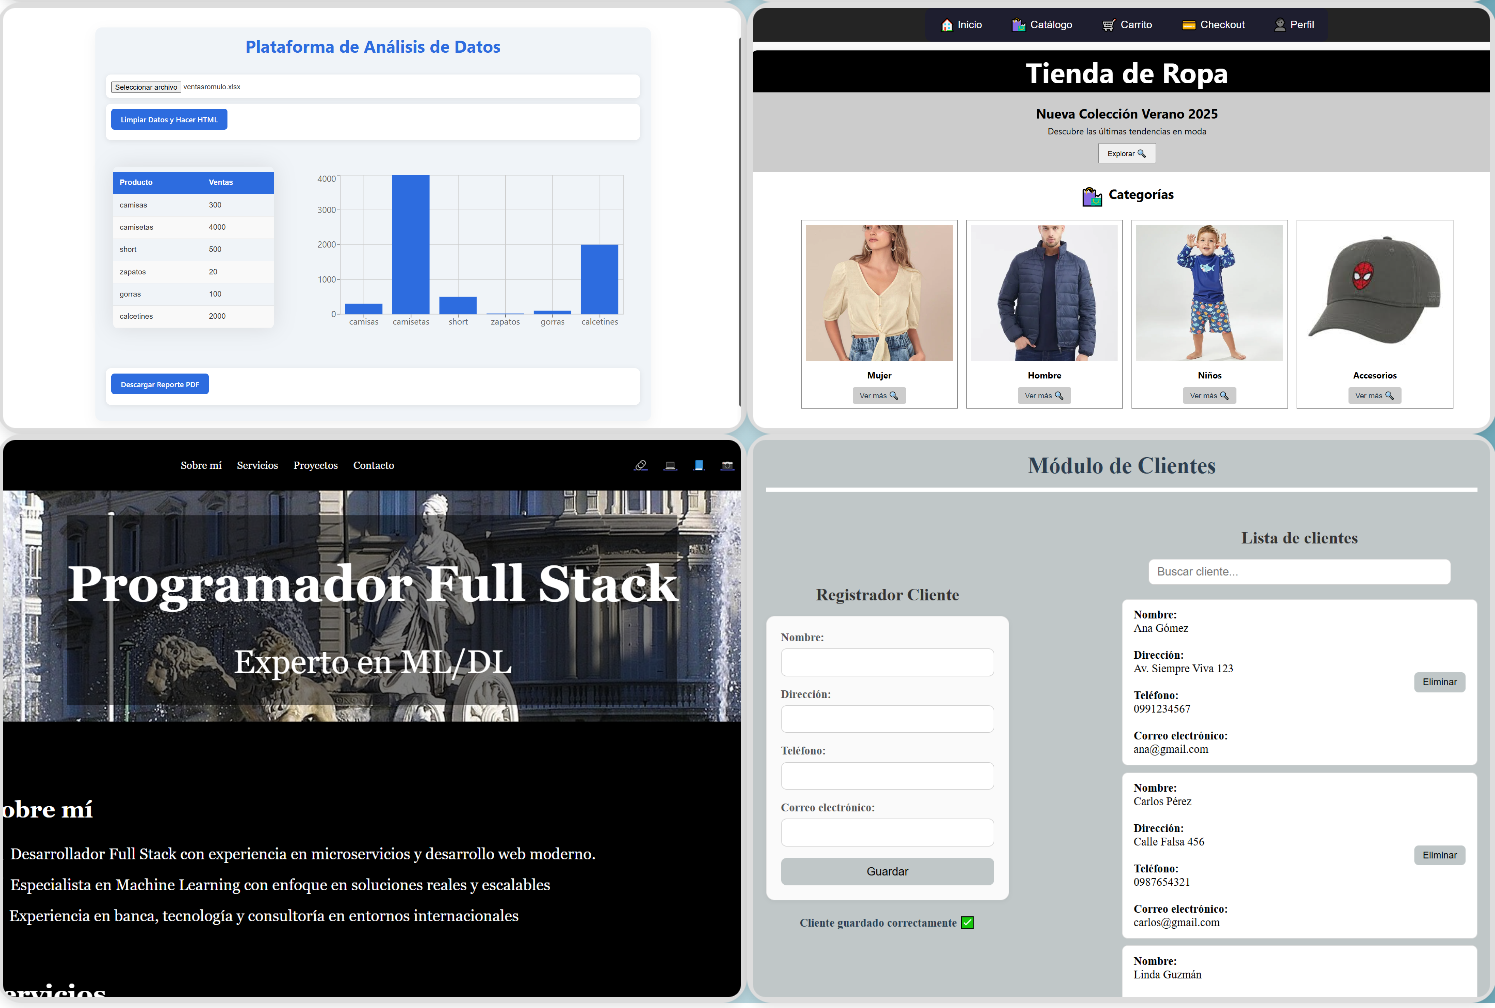 Plataforma de Análisis de Datos
Seleccionar archivo ventasromulo.xlsx
Limpiar Datos y Hacer HTML
Producto Ventas
camisas 300
camisetas 4000
short 500
zapatos 20
gorras 100
calcetines 2000
4000
3000
2000
1000
0
camisas camisetas short zapatos gorras calcetines
Descargar Reporte PDF
Inicio Catálogo Carrito Checkout Perfil
Tienda de Ropa
Nueva Colección Verano 2025
Descubre las últimas tendencias en moda
Explorar
Categorías
Mujer Hombre Niños Accesorios
Ver más Ver más Ver más Ver más
Sobre mí Servicios Proyectos Contacto
Programador Full Stack
Experto en ML/DL
obre mí
Desarrollador Full Stack con experiencia en microservicios y desarrollo web moderno.
Especialista en Machine Learning con enfoque en soluciones reales y escalables
Experiencia en banca, tecnología y consultoría en entornos internacionales
ervicios
Módulo de Clientes
Registrador Cliente
Nombre:
Dirección:
Teléfono:
Correo electrónico:
Guardar
Cliente guardado correctamente ✅
Lista de clientes
Buscar cliente...
Nombre:
Ana Gómez
Dirección:
Av. Siempre Viva 123
Teléfono:
0991234567
Correo electrónico:
ana@gmail.com
Eliminar
Nombre:
Carlos Pérez
Dirección:
Calle Falsa 456
Teléfono:
0987654321
Correo electrónico:
carlos@gmail.com
Eliminar
Nombre:
Linda Guzmán